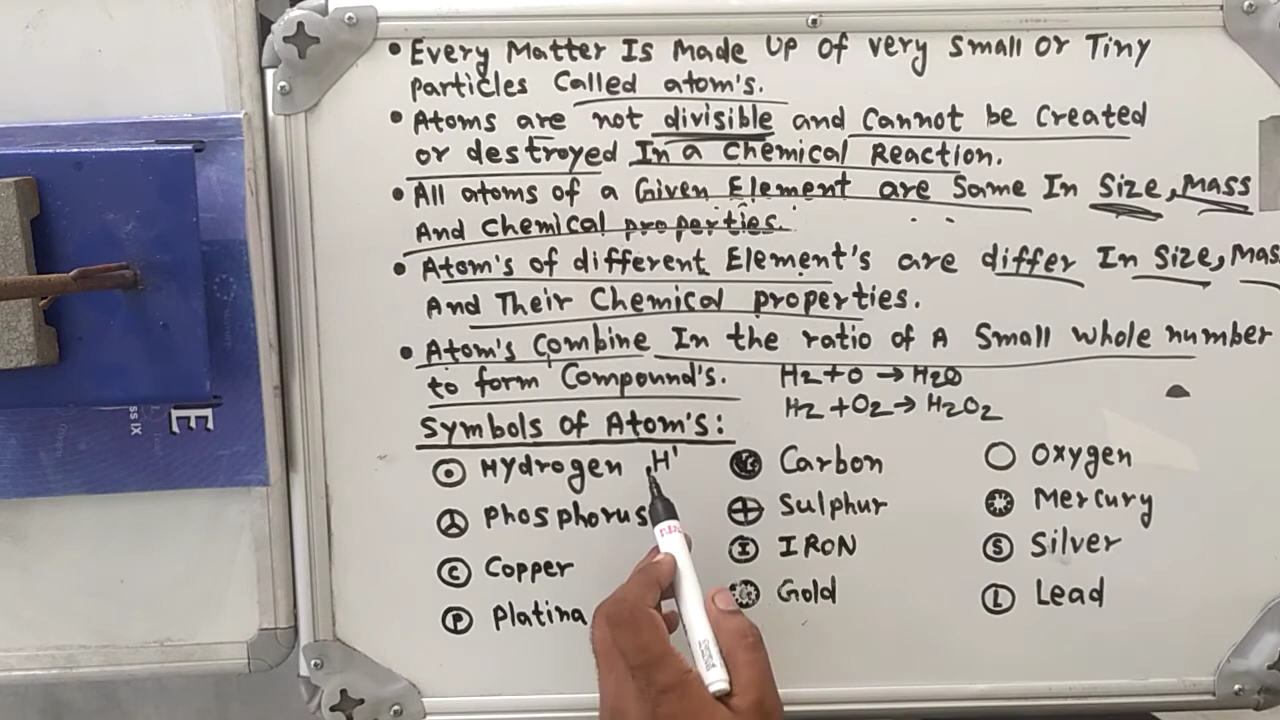 • Every Matter Is Made up of very small or Tiny
particles Called atom's.
• Atoms are not divisible and Cannot be Created
or destroyed In a Chemical Reaction.
• All atoms of a Given Element are Same In Size, Mass
And Chemical properties.
• Atom's of different Element's are differ In Size, Mas
And Their Chemical properties.
• Atom's Combine In the ratio of A Small whole number
to form Compound's.
H2 + O → H2O
H2 + O2 → H2O2
Symbols of Atom's:
Hydrogen H' Carbon Oxygen
Phosphorus Sulphur Mercury
C Copper I IRON S Silver
P Platina Gold L Lead
E
SS IX